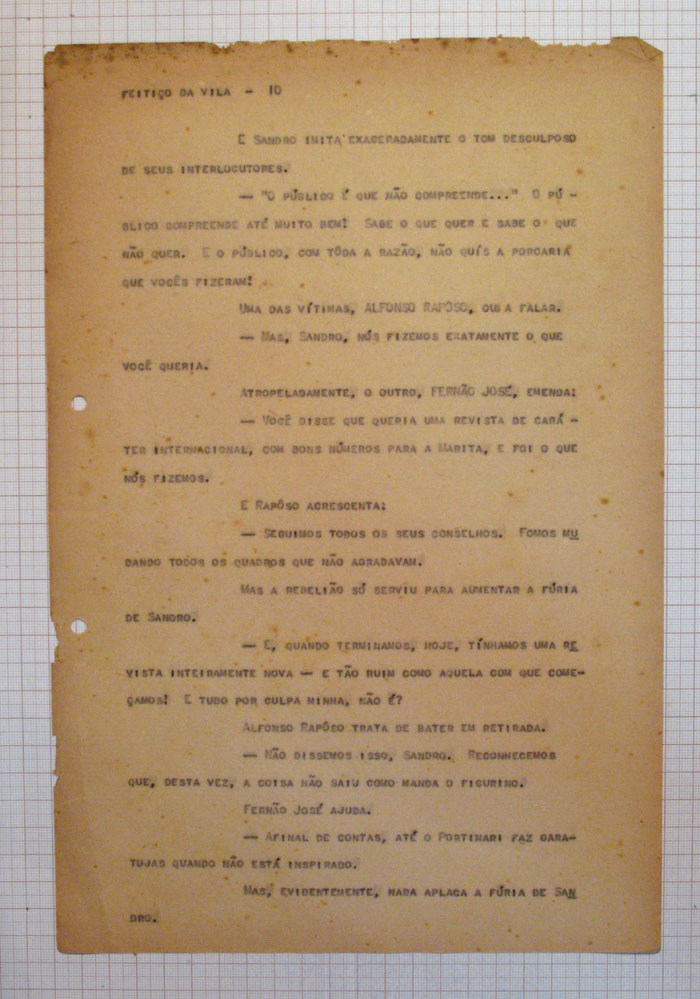 FEITIÇO DA VILA - 10
E SANDRO IMITA EXAGERADAMENTE O TOM DESCULPOSO
DE SEUS INTERLOCUTORES.
— "O PÚBLICO É QUE NÃO COMPREENDE..." O PÚ -
BLICO COMPREENDE ATÉ MUITO BEM! SABE O QUE QUER E SABE O QUE
NÃO QUER. E O PÚBLICO, COM TÔDA A RAZÃO, NÃO QUÍS A PORCARIA
QUE VOCÊS FIZERAM!
UMA DAS VÍTIMAS, ALFONSO RAPÔSO, OUSA FALAR.
— MAS, SANDRO, NÓS FIZEMOS EXATAMENTE O QUE
VOCÊ QUERIA.
ATROPELADAMENTE, O OUTRO, FERNÃO JOSÉ, EMENDA:
— VOCÊ DISSE QUE QUERIA UMA REVISTA DE CARÁ -
TER INTERNACIONAL, COM BONS NÚMEROS PARA A MARITA, E FOI O QUE
NÓS FIZEMOS.
E RAPÔSO ACRESCENTA:
— SEGUIMOS TODOS OS SEUS CONSELHOS. FOMOS MU
DANDO TODOS OS QUADROS QUE NÃO AGRADAVAM.
MAS A REBELIÃO SÓ SERVIU PARA AUMENTAR A FÚRIA
DE SANDRO.
— E, QUANDO TERMINAMOS, HOJE, TÍNHAMOS UMA RE
VISTA INTEIRAMENTE NOVA — E TÃO RUIM COMO AQUELA COM QUE COME-
ÇAMOS! E TUDO POR CULPA MINHA, NÃO É?
ALFONSO RAPÔSO TRATA DE BATER EM RETIRADA.
— NÃO DISSEMOS ISSO, SANDRO. RECONHECEMOS
QUE, DESTA VEZ, A COISA NÃO SAIU COMO MANDA O FIGURINO.
FERNÃO JOSÉ AJUDA.
— AFINAL DE CONTAS, ATÉ O PORTINARI FAZ GARA-
TUJAS QUANDO NÃO ESTÁ INSPIRADO.
MAS, EVIDENTEMENTE, NADA APLACA A FÚRIA DE SAN
DRO.